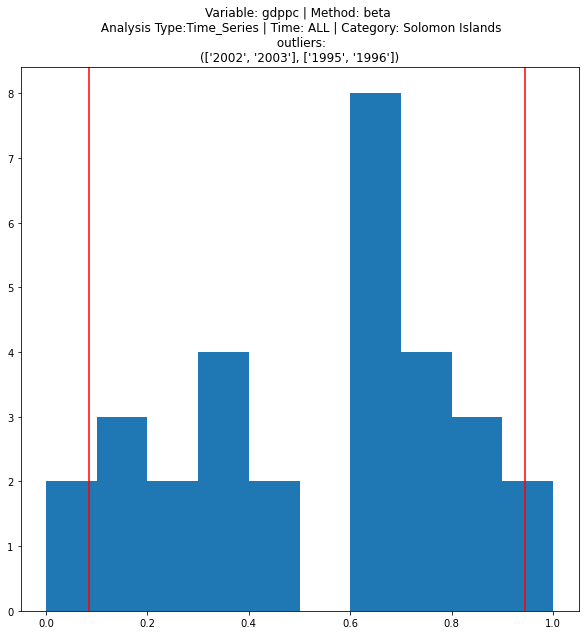 Variable: gdppc | Method: beta
Analysis Type:Time_Series | Time: ALL | Category: Solomon Islands
outliers:
(['2002', '2003'], ['1995', '1996'])
8
7
6
5
4
3
2
1
0
0.0 0.2 0.4 0.6 0.8 1.0